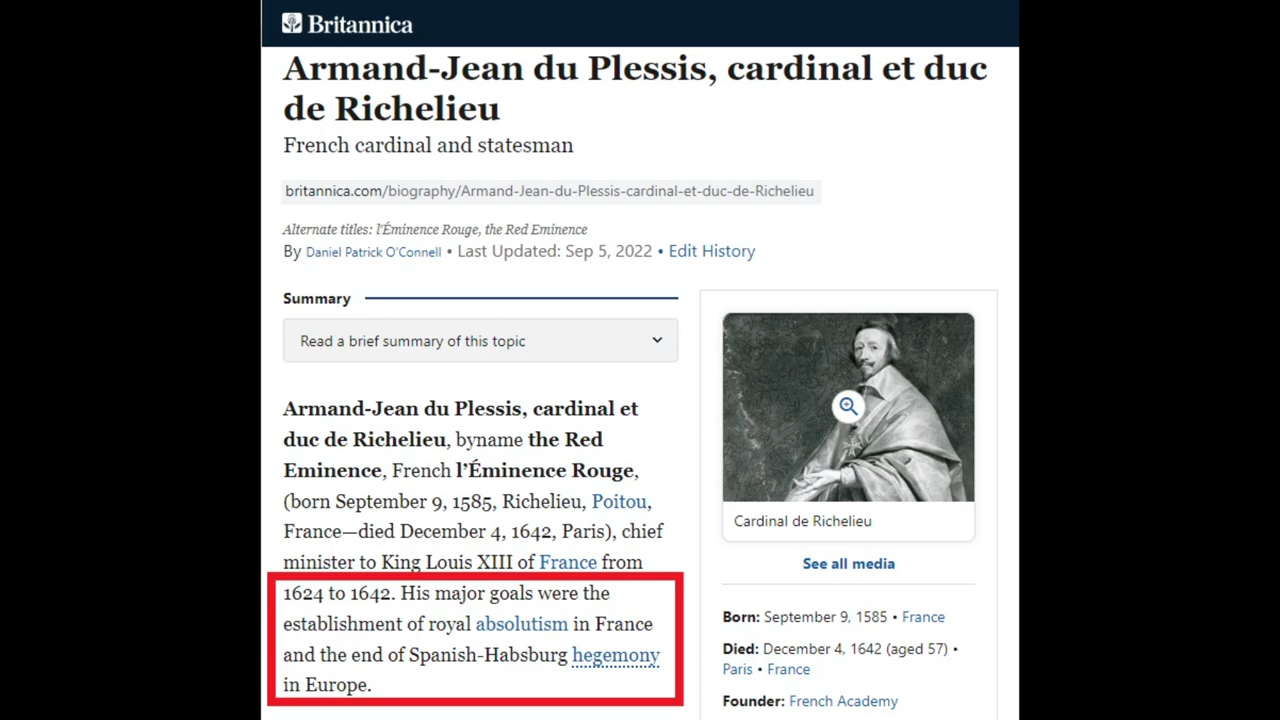 Britannica
Armand-Jean du Plessis, cardinal et duc
de Richelieu
French cardinal and statesman
britannica.com/biography/Armand-Jean-du-Plessis-cardinal-et-duc-de-Richelieu
Alternate titles: l'Éminence Rouge, the Red Eminence
By Daniel Patrick O'Connell • Last Updated: Sep 5, 2022 • Edit History
Summary
Read a brief summary of this topic
Armand-Jean du Plessis, cardinal et
duc de Richelieu, byname the Red
Eminence, French l’Éminence Rouge,
(born September 9, 1585, Richelieu, Poitou,
France—died December 4, 1642, Paris), chief
minister to King Louis XIII of France from
1624 to 1642. His major goals were the
establishment of royal absolutism in France
and the end of Spanish-Habsburg hegemony
in Europe.
Cardinal de Richelieu
See all media
Born: September 9, 1585 • France
Died: December 4, 1642 (aged 57) •
Paris • France
Founder: French Academy